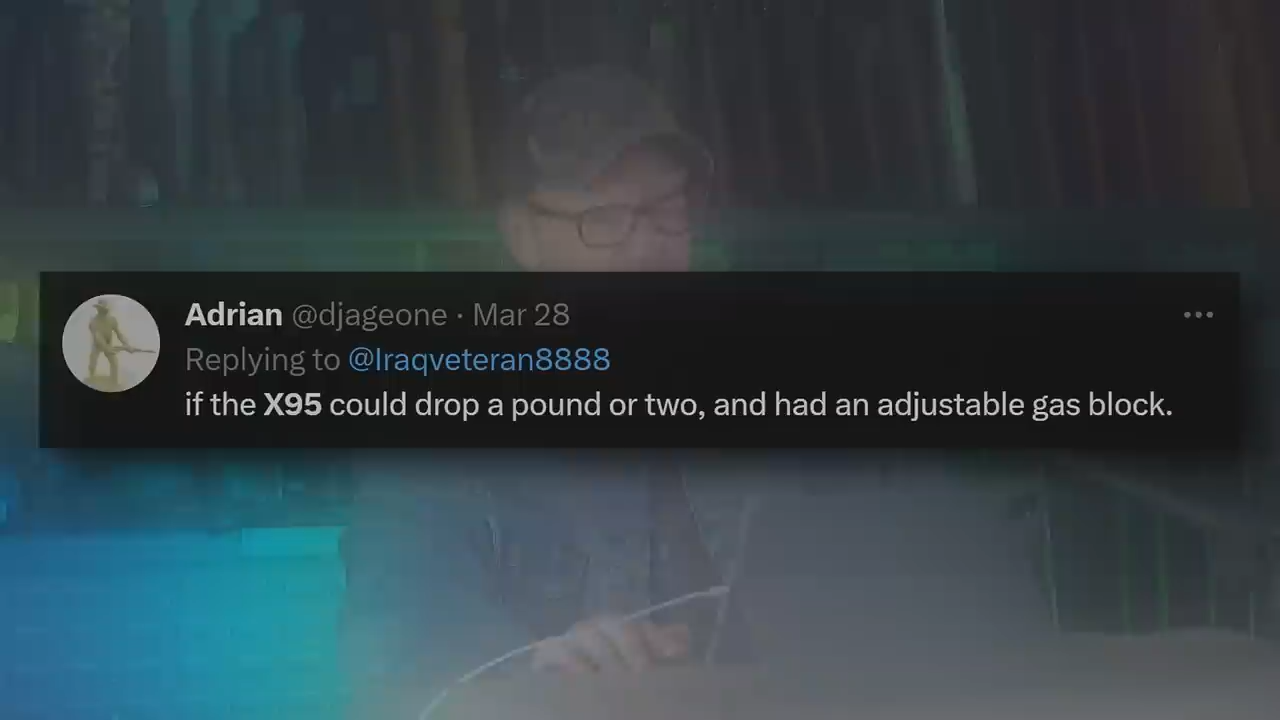 Adrian @djageone · Mar 28
Replying to @Iraqveteran8888
if the X95 could drop a pound or two, and had an adjustable gas block.